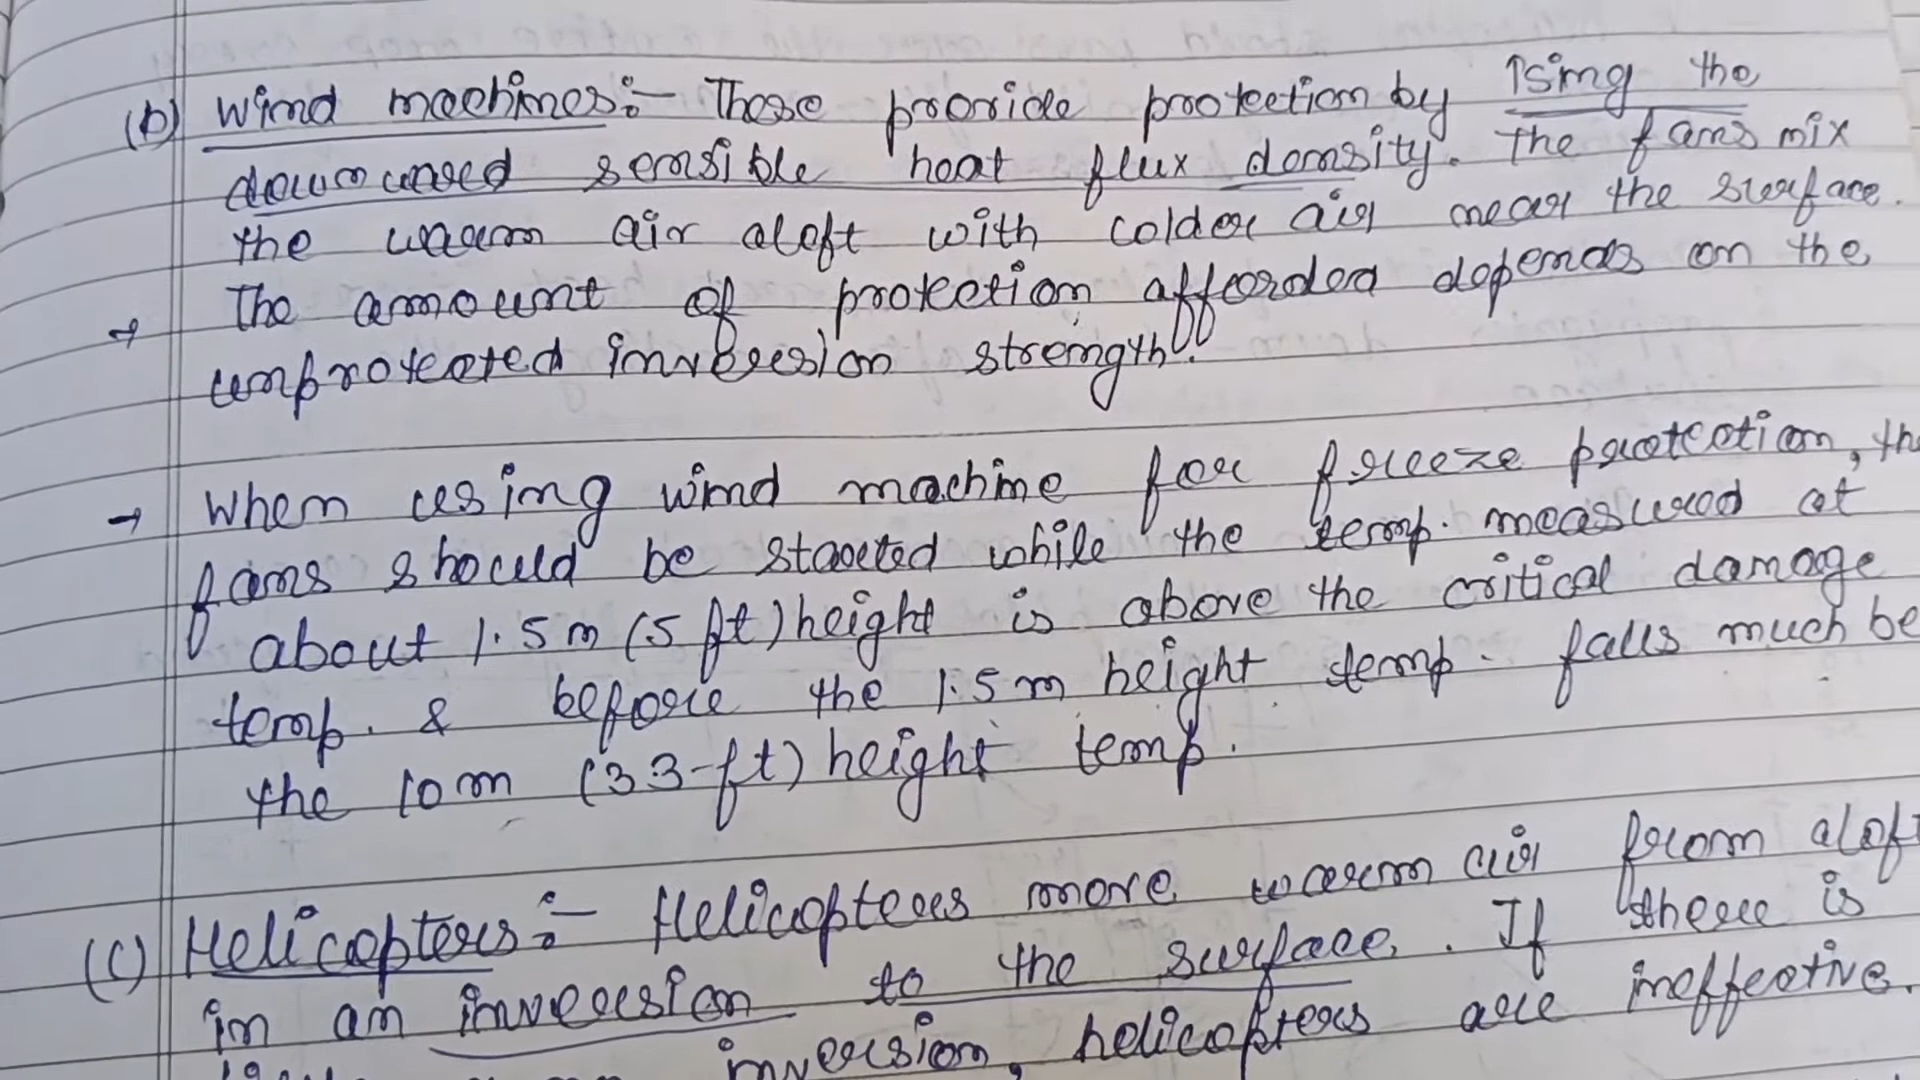 (b) Wind machines:- These provide protection by ↑sing the
downward sensible heat flux density. The fans mix
the warm air aloft with colder air near the surface.
→ The amount of protection afforded depends on the
unprotected inversion strength.
→ When using wind machine for freeze protection, the
fans should be started while the temp. measured at
about 1.5m (5 ft) height is above the critical damage
temp. & before the 1.5m height temp. falls much be
the 10m (33-ft) height temp.
(c) Helicopters:- Helicopters move warm air from aloft
in an inversion to the surface. If there is
inversion, helicopters are ineffective.